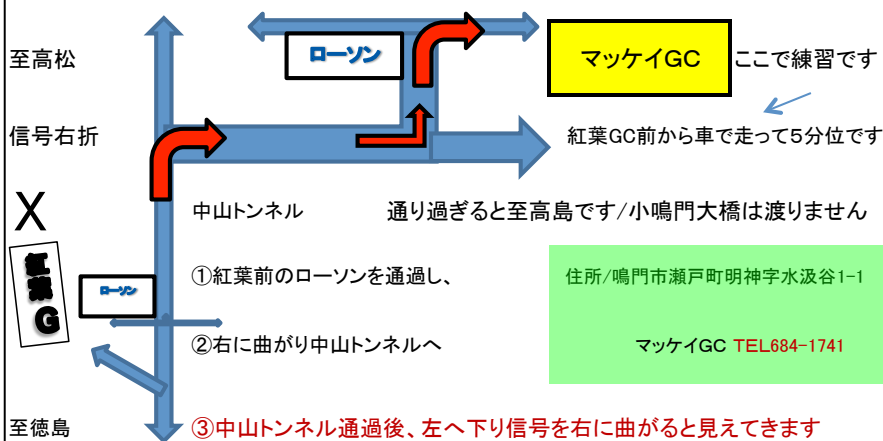 ローソン
至高松
マッケイGC
ここで練習です
信号右折
紅葉GC前から車で走って5分位です
X
中山トンネル
通り過ぎると至高島です/小鳴門大橋は渡りません
紅葉G
ローソン
①紅葉前のローソンを通過し、
住所/鳴門市瀬戸町明神字水汲谷1-1
②右に曲がり中山トンネルへ
マッケイGC TEL684-1741
至徳島
③中山トンネル通過後、左へ下り信号を右に曲がると見えてきます